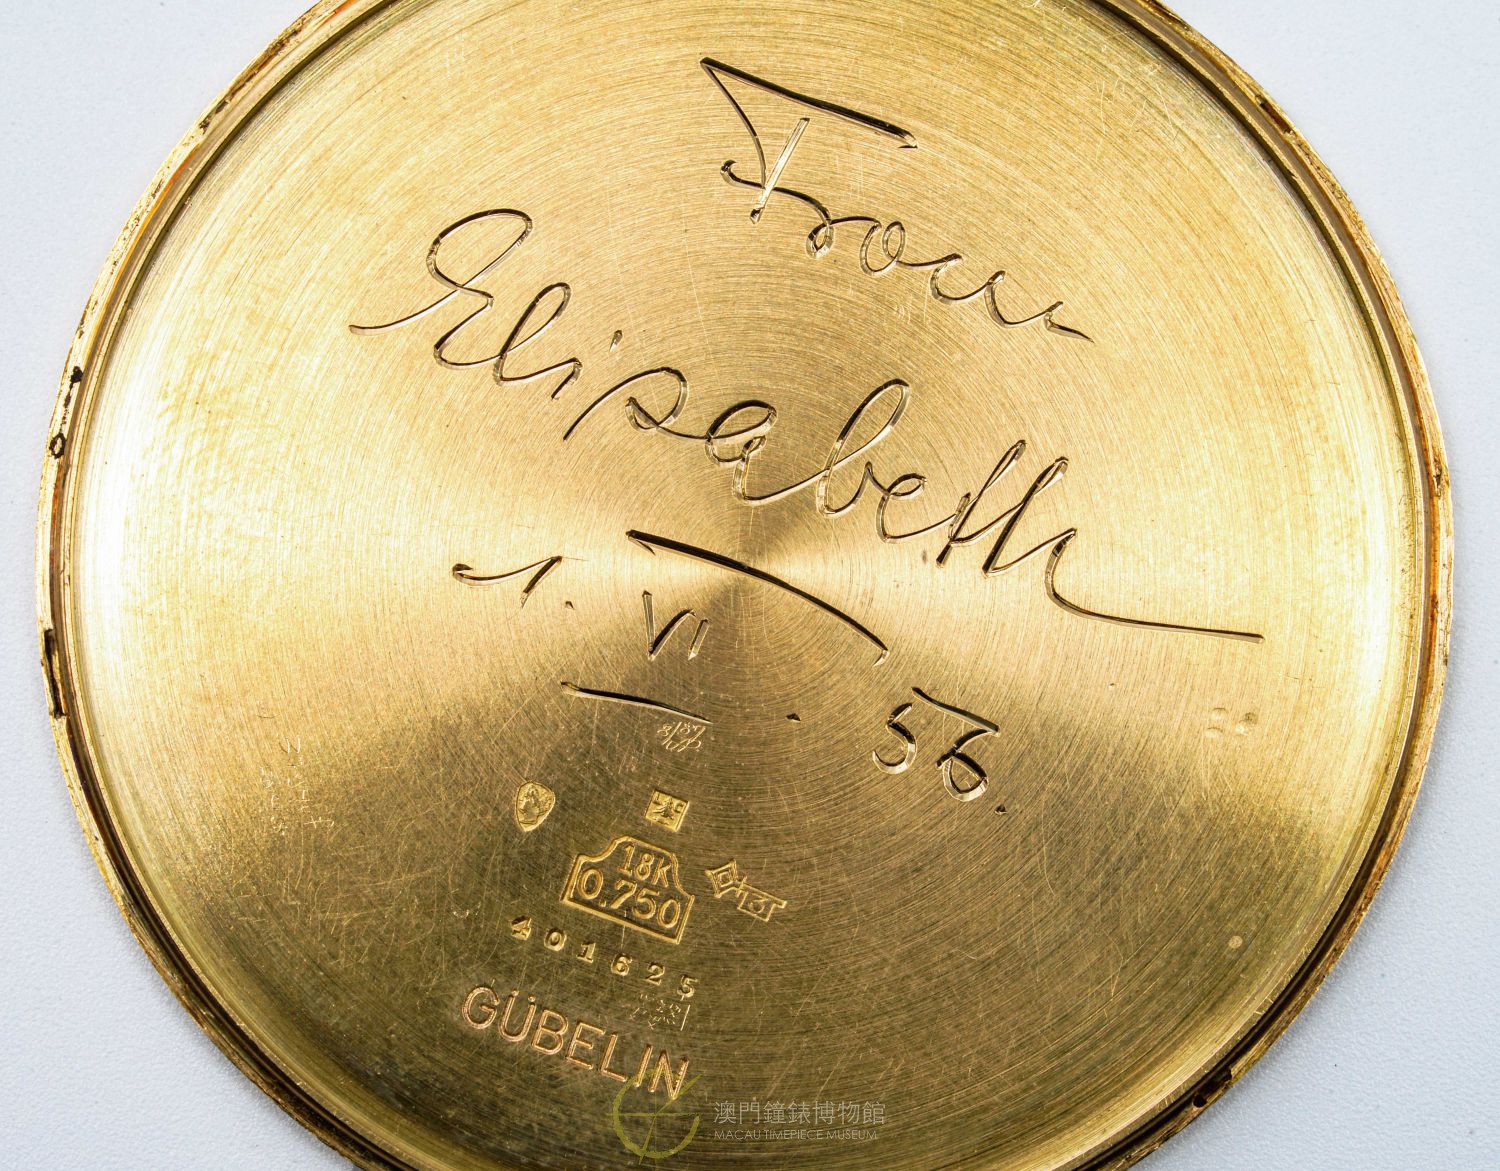 From
Elisabeth
1. VI. 56.
18K
0.750
401625
GÜBELIN
澳門鐘錶博物館
MACAU TIMEPIECE MUSEUM